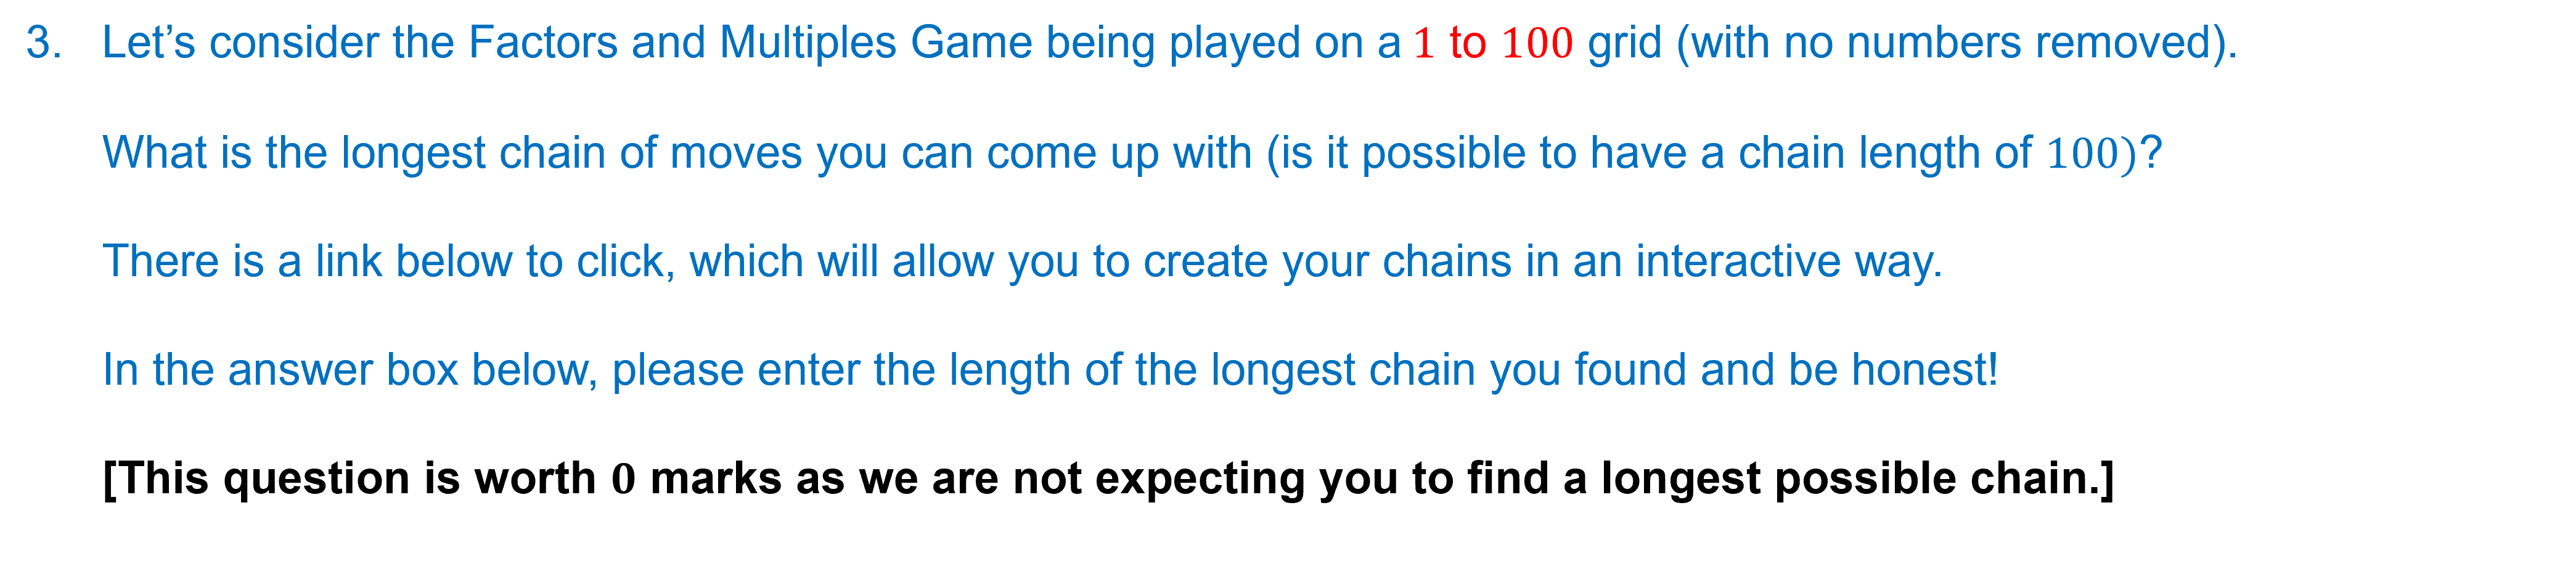 3. Let’s consider the Factors and Multiples Game being played on a 1 to 100 grid (with no numbers removed).
What is the longest chain of moves you can come up with (is it possible to have a chain length of 100)?
There is a link below to click, which will allow you to create your chains in an interactive way.
In the answer box below, please enter the length of the longest chain you found and be honest!
[This question is worth 0 marks as we are not expecting you to find a longest possible chain.]